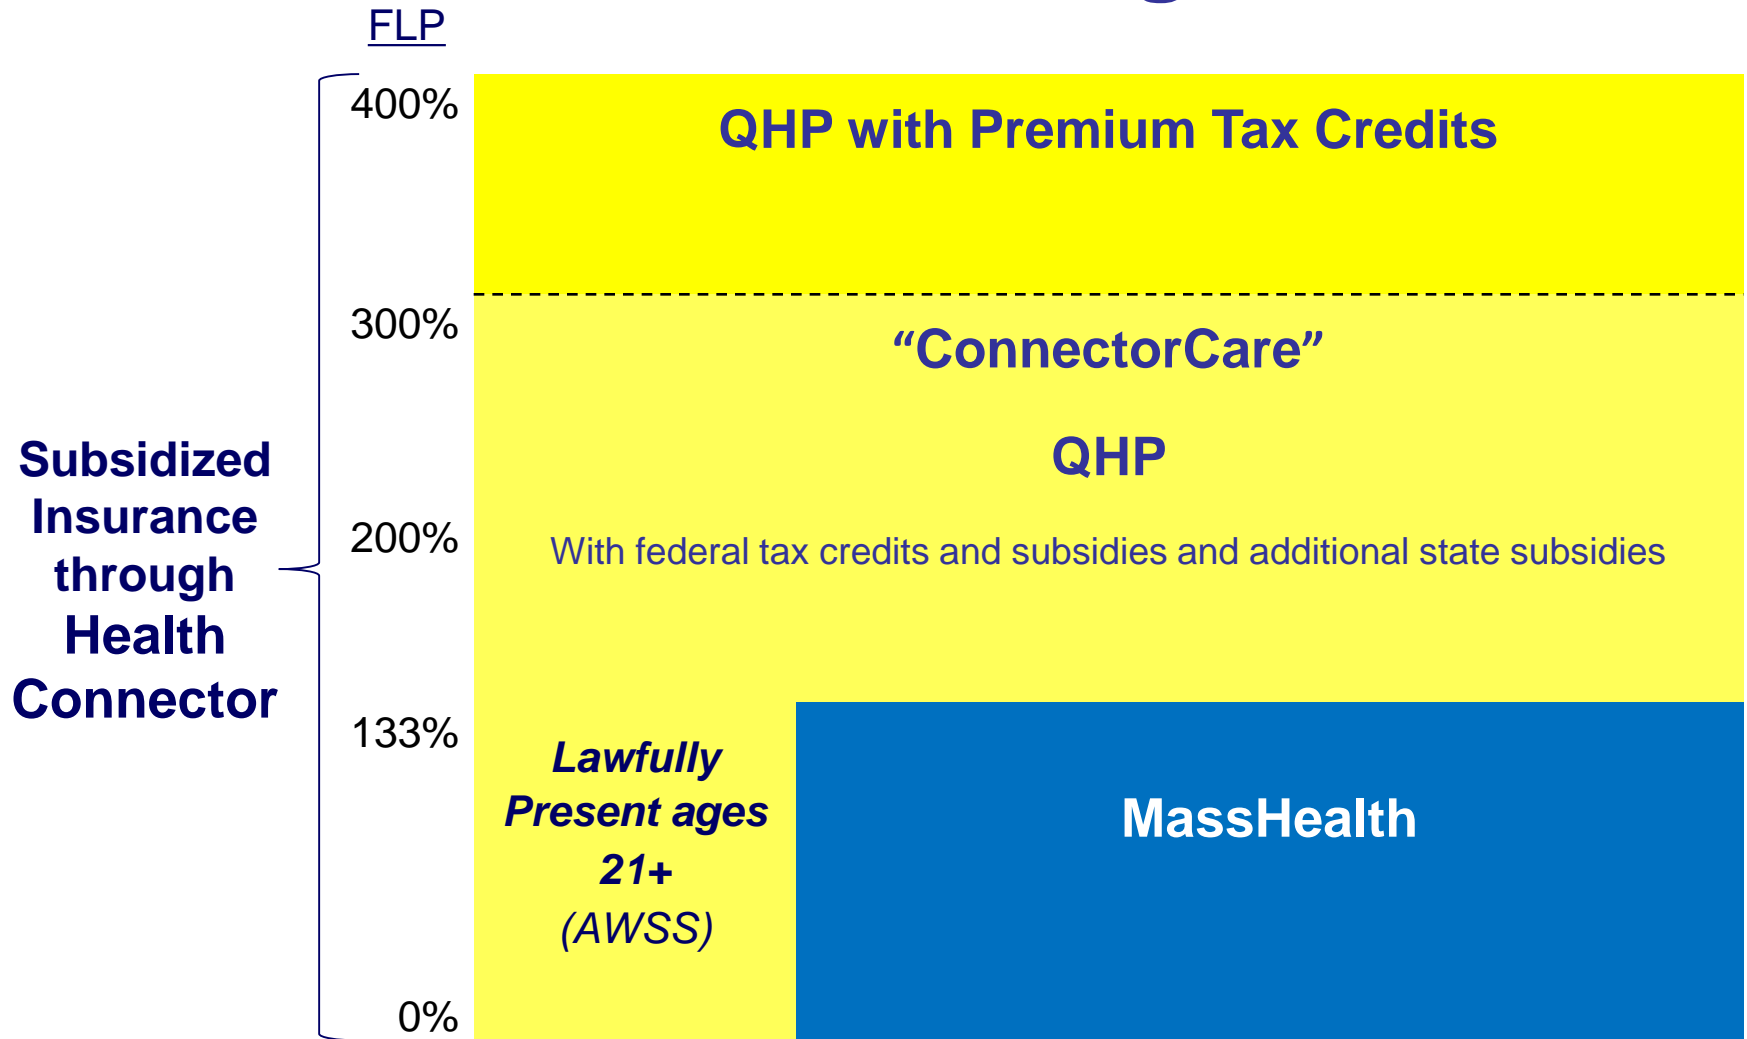 FLP
400%
QHP with Premium Tax Credits
300%
“ConnectorCare”
QHP
Subsidized
Insurance
through
Health
Connector
200%
With federal tax credits and subsidies and additional state subsidies
133%
Lawfully
Present ages
21+
(AWSS)
MassHealth
0%